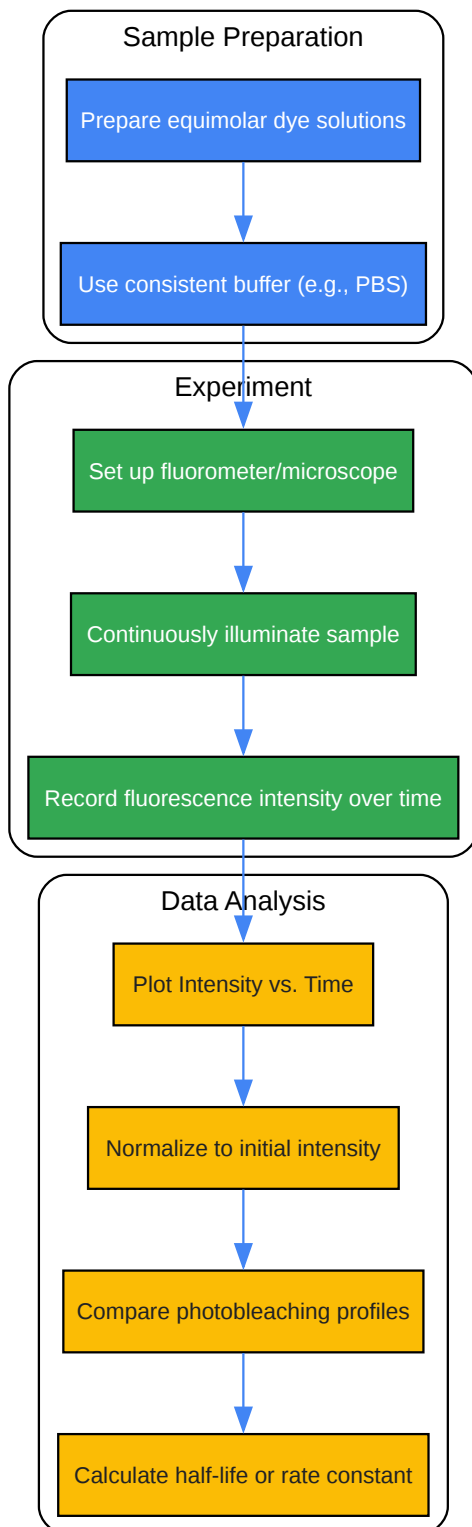 Sample Preparation
Prepare equimolar dye solutions
Use consistent buffer (e.g., PBS)
Experiment
Set up fluorometer/microscope
Continuously illuminate sample
Record fluorescence intensity over time
Data Analysis
Plot Intensity vs. Time
Normalize to initial intensity
Compare photobleaching profiles
Calculate half-life or rate constant